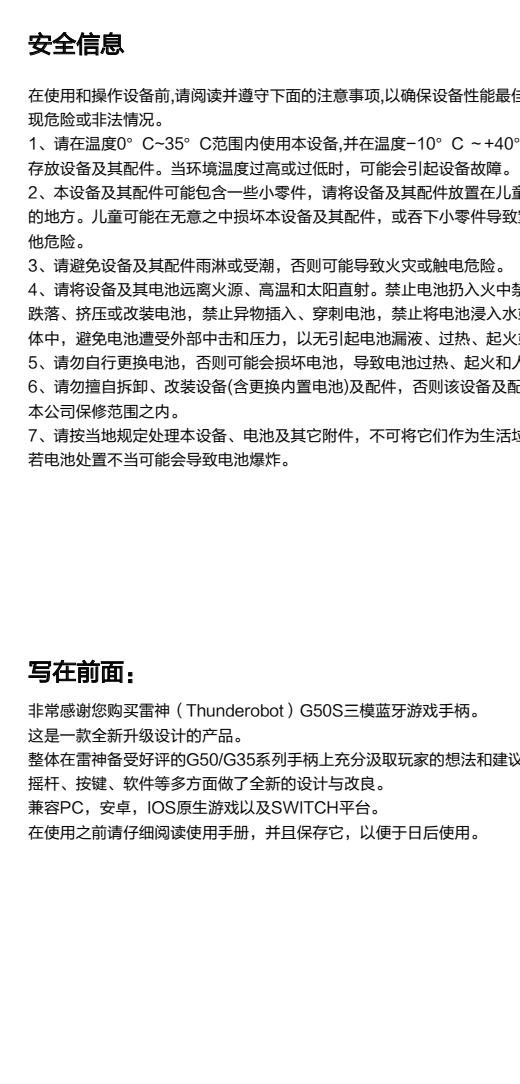 安全信息
在使用和操作设备前,请阅读并遵守下面的注意事项,以确保设备性能最佳
现危险或非法情况。
1、请在温度0°C~35°C范围内使用本设备,并在温度-10°C ~+40°
存放设备及其配件。当环境温度过高或过低时，可能会引起设备故障。
2、本设备及其配件可能包含一些小零件，请将设备及其配件放置在儿童
的地方。儿童可能在无意之中损坏本设备及其配件，或吞下小零件导致
他危险。
3、请避免设备及其配件雨淋或受潮，否则可能导致火灾或触电危险。
4、请将设备及其电池远离火源、高温和太阳直射。禁止电池扔入火中禁
跌落、挤压或改装电池，禁止异物插入、穿刺电池，禁止将电池浸入水
体中，避免电池遭受外部中击和压力，以无引起电池漏液、过热、起火
5、请勿自行更换电池，否则可能会损坏电池，导致电池过热、起火和人
6、请勿擅自拆卸、改装设备(含更换内置电池)及配件，否则该设备及配
本公司保修范围之内。
7、请按当地规定处理本设备、电池及其它附件，不可将它们作为生活垃
若电池处置不当可能会导致电池爆炸。
写在前面：
非常感谢您购买雷神（Thunderobot）G50S三模蓝牙游戏手柄。
这是一款全新升级设计的产品。
整体在雷神备受好评的G50/G35系列手柄上充分汲取玩家的想法和建议
摇杆、按键、软件等多方面做了全新的设计与改良。
兼容PC，安卓，IOS原生游戏以及SWITCH平台。
在使用之前请仔细阅读使用手册，并且保存它，以便于日后使用。